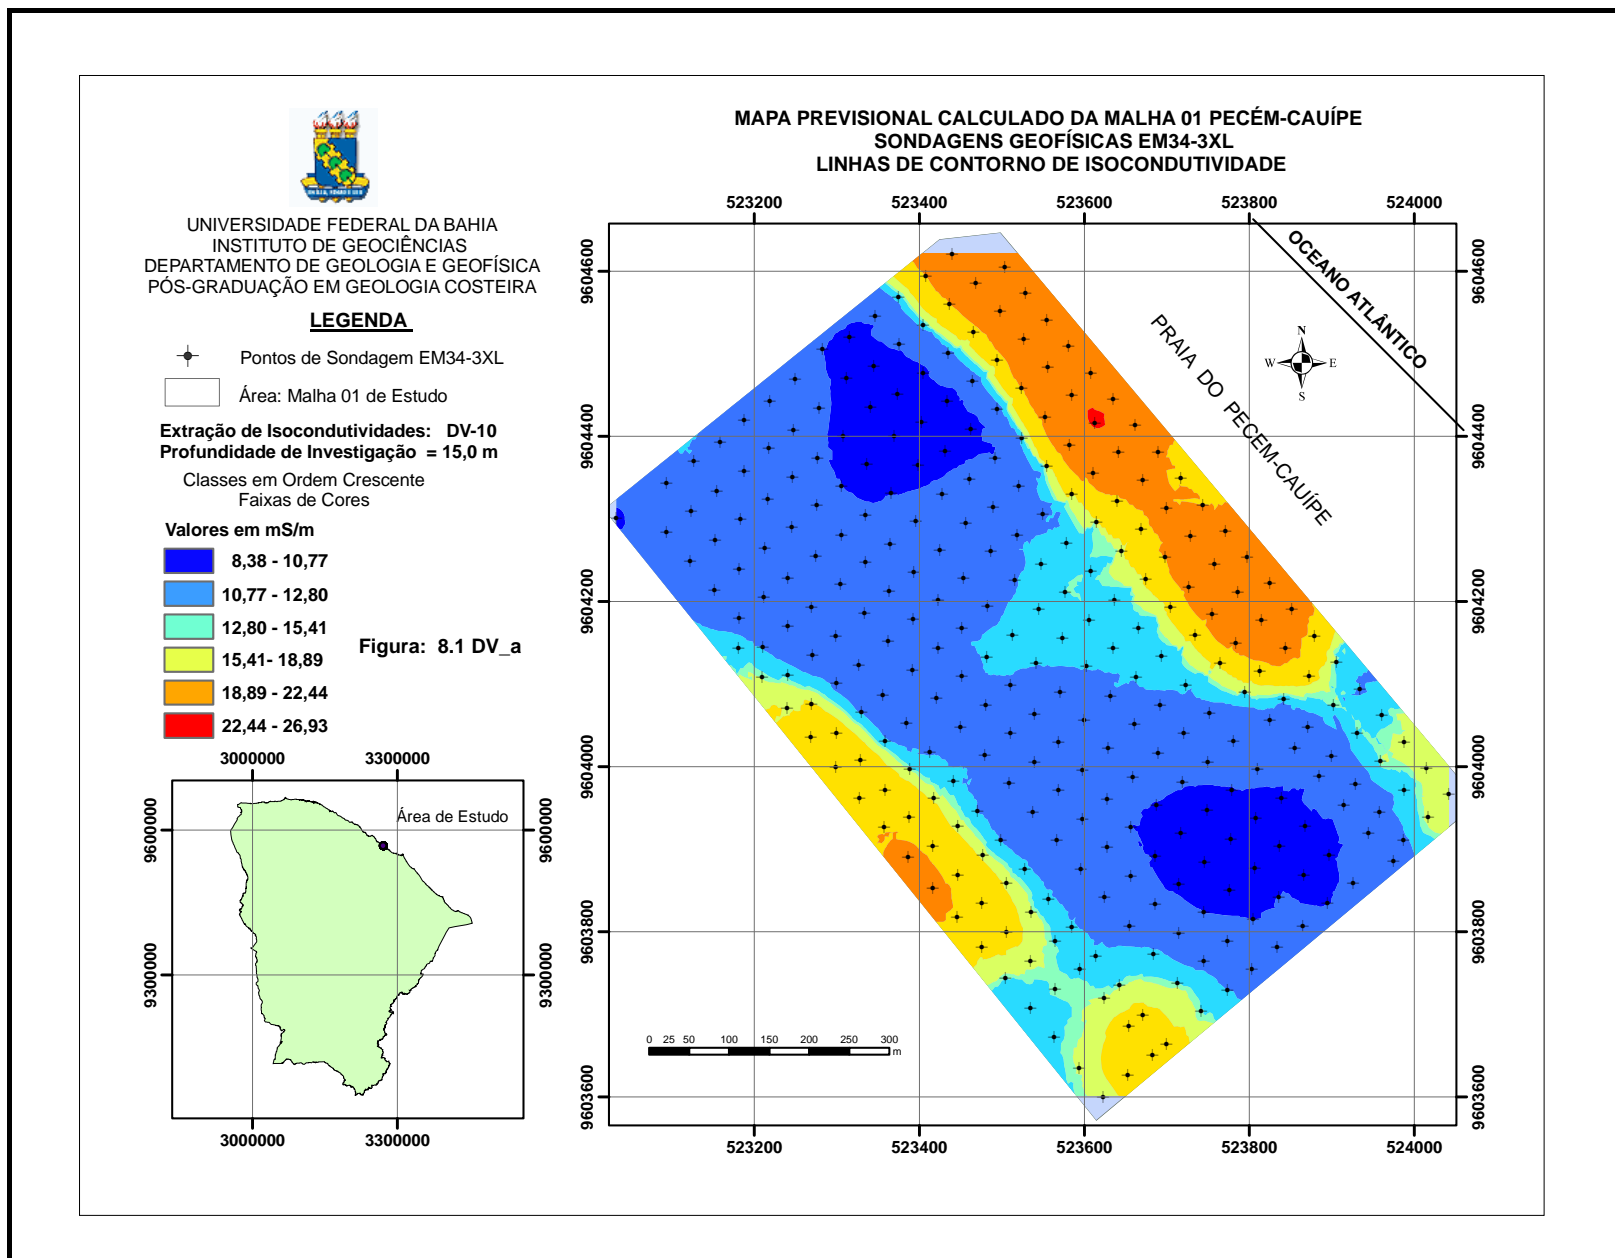 UNIVERSIDADE FEDERAL DA BAHIA
INSTITUTO DE GEOCIÊNCIAS
DEPARTAMENTO DE GEOLOGIA E GEOFÍSICA
PÓS-GRADUAÇÃO EM GEOLOGIA COSTEIRA
LEGENDA
Pontos de Sondagem EM34-3XL
Área: Malha 01 de Estudo
Extração de Isocondutividades: DV-10
Profundidade de Investigação = 15,0 m
Classes em Ordem Crescente
Faixas de Cores
Valores em mS/m
8,38 - 10,77
10,77 - 12,80
12,80 - 15,41
15,41- 18,89
18,89 - 22,44
22,44 - 26,93
Figura: 8.1 DV_a
3000000 3300000
9600000 9600000
Área de Estudo
9300000 9300000
3000000 3300000
MAPA PREVISIONAL CALCULADO DA MALHA 01 PECÉM-CAUÍPE
SONDAGENS GEOFÍSICAS EM34-3XL
LINHAS DE CONTORNO DE ISOCONDUTIVIDADE
523200 523400 523600 523800 524000
OCEANO ATLÂNTICO
PRAIA DO PECÉM-CAUÍPE
N
W E
S
9604600 9604600
9604400 9604400
9604200 9604200
9604000 9604000
9603800 9603800
9603600 9603600
0 25 50 100 150 200 250 300
m
523200 523400 523600 523800 524000